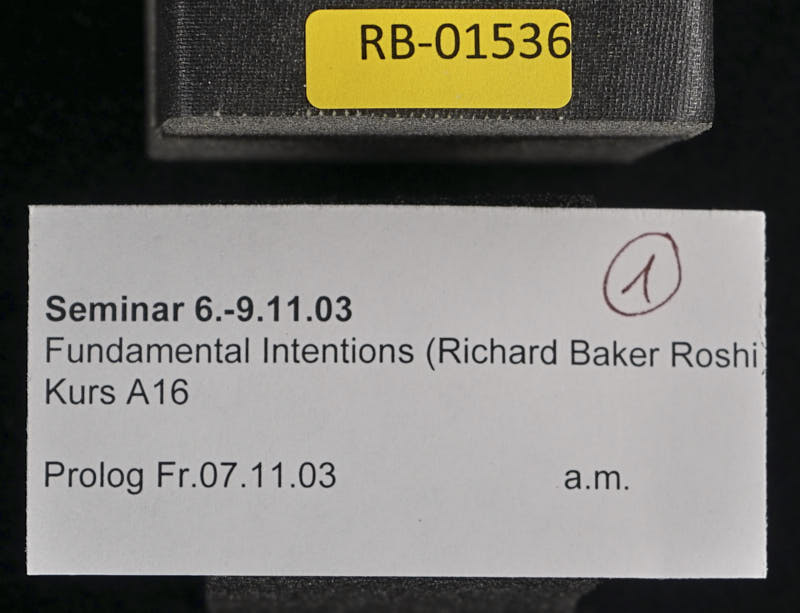 RB-01536
1
Seminar 6.-9.11.03
Fundamental Intentions (Richard Baker Roshi
Kurs A16
Prolog Fr.07.11.03 a.m.